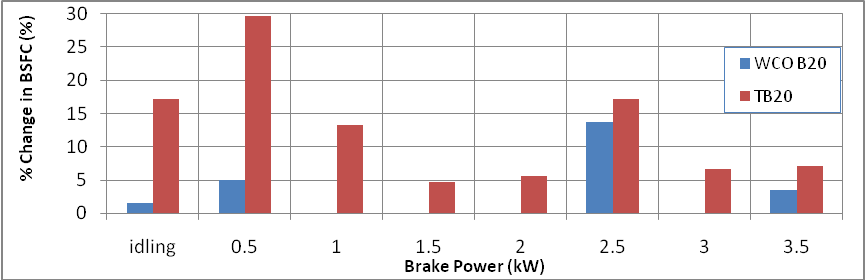 % Change in BSFC (%)
30
25
20
15
10
5
0
WCO B20
TB20
idling 0.5 1 1.5 2 2.5 3 3.5
Brake Power (kW)